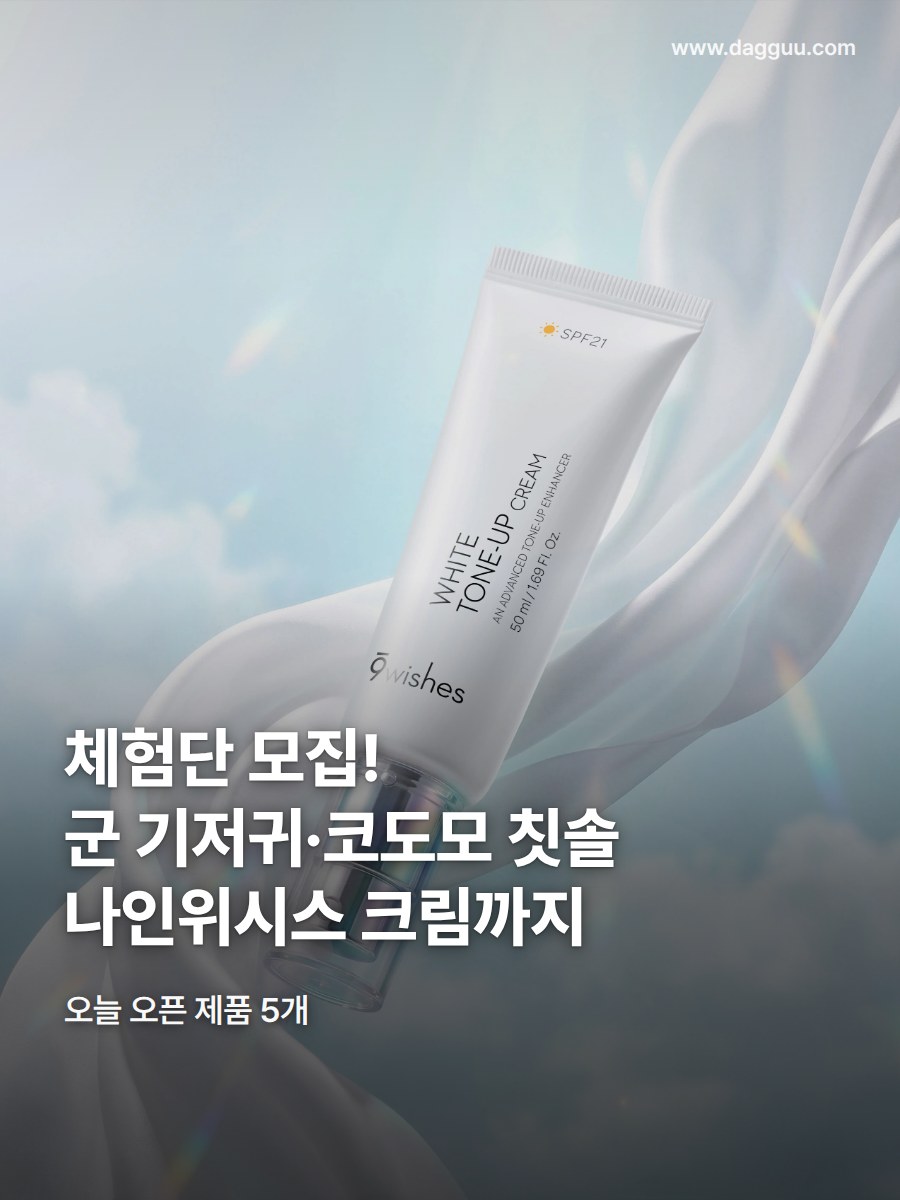 www.dagguu.com
SPF21
WHITE
TONE-UP CREAM
AN ADVANCED TONE-UP ENHANCER
50 ml / 1.69 Fl. Oz.
9wishes
체험단 모집!
군 기저귀·코도모 칫솔
나인위시스 크림까지
오늘 오픈 제품 5개